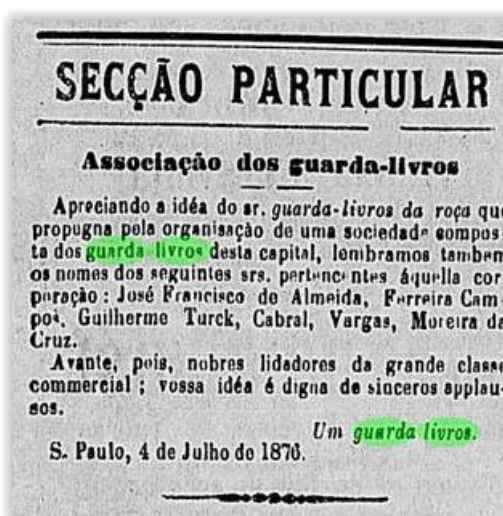 SECÇÃO PARTICULAR
Associação dos guarda-livros
Apreciando a idéa do sr. guarda-livros da roça que
propugna pela organisação de uma sociedade compos-
ta dos guarda-livros desta capital, lembramos tambem
os nomes dos seguintes srs. pertencentes áquella cor-
poração : José Francisco de Almeida, Ferreira Cam-
pos, Guilherme Turck, Cabral, Vargas, Moreira da
Cruz.
Avante, pois, nobres lidadores da grande classe
commercial ; vossa idéa é digna de sinceros applau-
sos.
Um guarda livros.
S. Paulo, 4 de Julho de 1876.